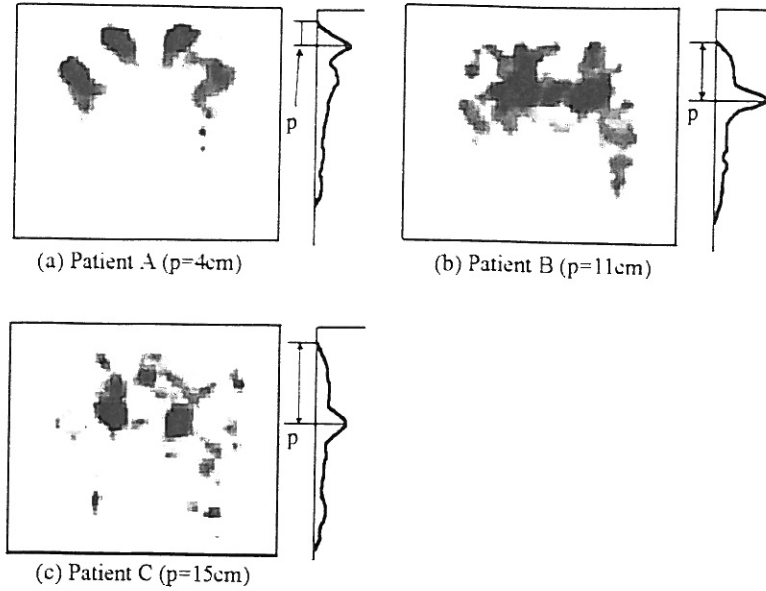 p
(a) Patient A (p=4cm)
p
(b) Patient B (p=11cm)
p
(c) Patient C (p=15cm)